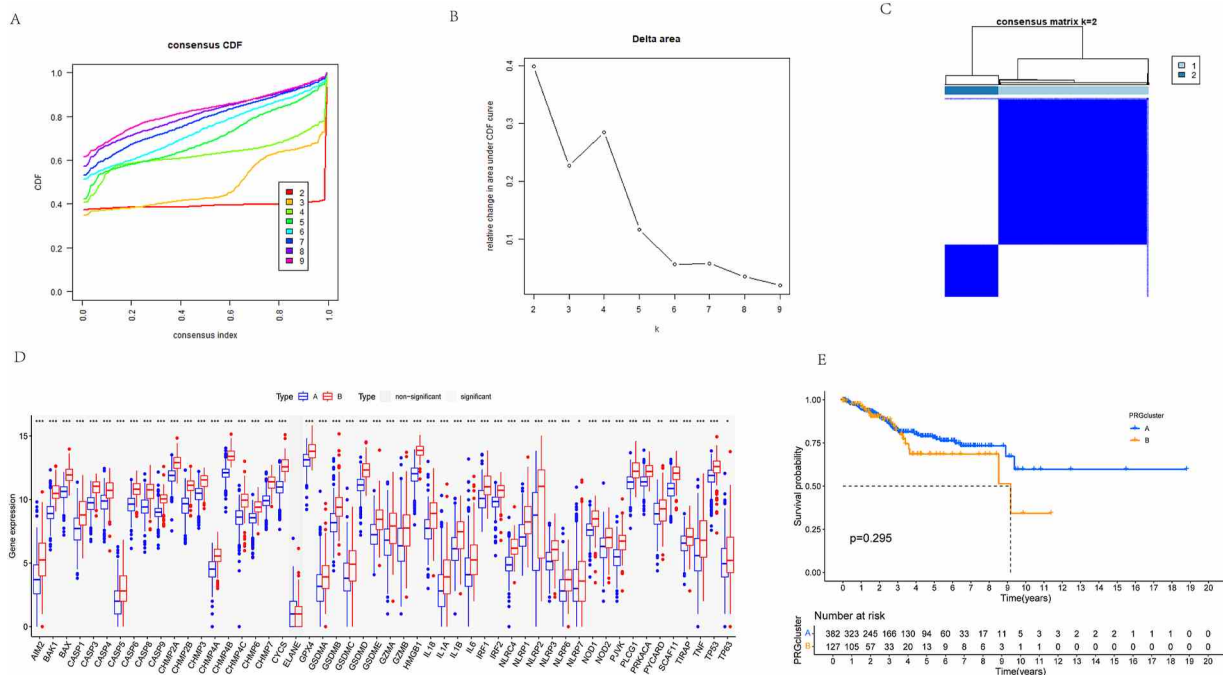 A
consensus CDF
CDF
0.0
0.2
0.4
0.6
0.8
1.0
0.0
0.2
0.4
0.6
0.8
1.0
consensus index
2
3
4
5
6
7
8
9
B
Delta area
relative change in area under CDF curve
0.4
0.3
0.2
0.1
2
3
4
5
6
7
8
9
k
C
consensus matrix k=2
1
2
D
Type A B Type non-significant significant
Gene expression
15
10
5
0
AIM2
BAK1
BAX
CASP1
CASP3
CASP4
CASP5
CASP6
CASP8
CASP9
CHMP2A
CHMP2B
CHMP3
CHMP4A
CHMP4B
CHMP4C
CHMP6
CHMP7
CYCS
ELANE
GPX4
GSDMA
GSDMB
GSDMC
GSDMD
GSDME
GZMA
GZMB
HMGB1
IL18
IL1A
IL1B
IL6
IRF1
IRF2
NLRC4
NLRP1
NLRP2
NLRP3
NLRP6
NLRP7
NOD1
NOD2
PJVK
PLCG1
PRKACA
PYCARD
SCAF11
TIRAP
TNF
TP53
TP63
E
PRGcluster
A
B
Survival probability
1.00
0.75
0.50
0.25
0.00
p=0.295
0 1 2 3 4 5 6 7 8 9 10 11 12 13 14 15 16 17 18 19 20
Time(years)
Number at risk
PRGcluster
A 382 323 245 166 130 94 60 33 17 11 5 3 3 2 2 2 1 1 1 0 0
B 127 105 57 33 20 13 9 8 6 3 1 1 0 0 0 0 0 0 0 0 0
0 1 2 3 4 5 6 7 8 9 10 11 12 13 14 15 16 17 18 19 20
Time(years)